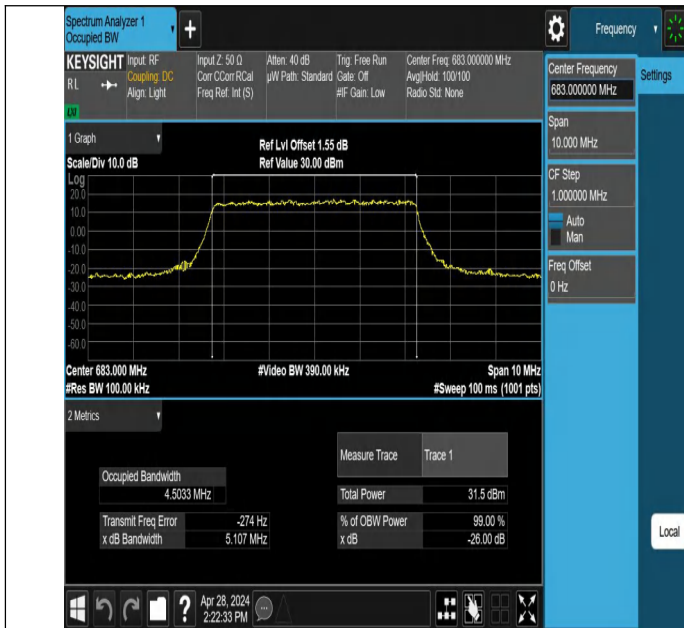 Spectrum Analyzer 1
Occupied BW
+
Frequency
KEYSIGHT
RL
LXI
Input: RF
Coupling: DC
Align: Light
Input Z: 50 Ω
Corr CCorr RCal
Freq Ref: Int (S)
Atten: 40 dB
µW Path: Standard
Trig: Free Run
Gate: Off
#IF Gain: Low
Center Freq: 683.000000 MHz
Avg|Hold: 100/100
Radio Std: None
Center Frequency
683.000000 MHz
Settings
Span
10.000 MHz
CF Step
1.000000 MHz
Auto
Man
Freq Offset
0 Hz
Local
1 Graph
Scale/Div 10.0 dB
Ref Lvl Offset 1.55 dB
Ref Value 30.00 dBm
Log
20.0
10.0
0.00
-10.0
-20.0
-30.0
-40.0
-50.0
-60.0
Center 683.000 MHz
#Video BW 390.00 kHz
Span 10 MHz
#Res BW 100.00 kHz
#Sweep 100 ms (1001 pts)
2 Metrics
Measure Trace
Trace 1
Occupied Bandwidth
4.5033 MHz
Total Power
31.5 dBm
Transmit Freq Error
-274 Hz
% of OBW Power
99.00 %
x dB Bandwidth
5.107 MHz
x dB
-26.00 dB
?
Apr 28, 2024
2:22:33 PM